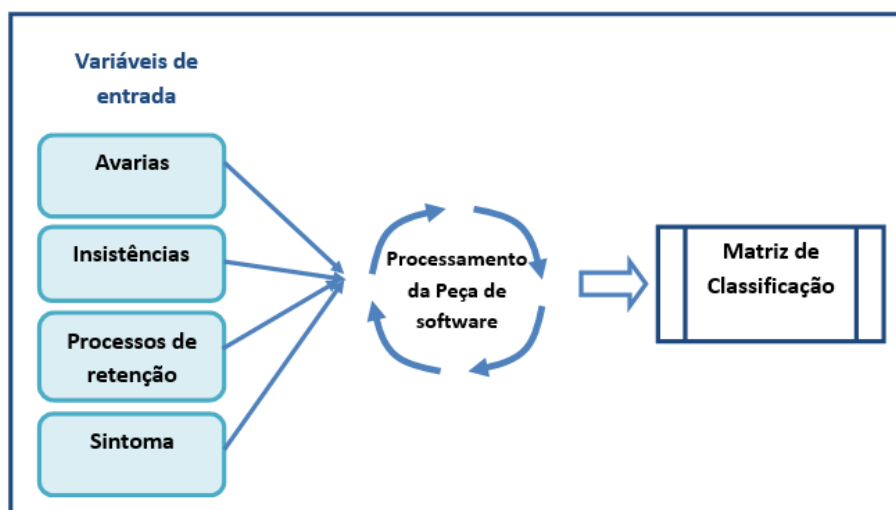 Variáveis de
entrada
Avarias
Insistências
Processos de
retenção
Sintoma
Processamento
da Peça de
software
Matriz de
Classificação